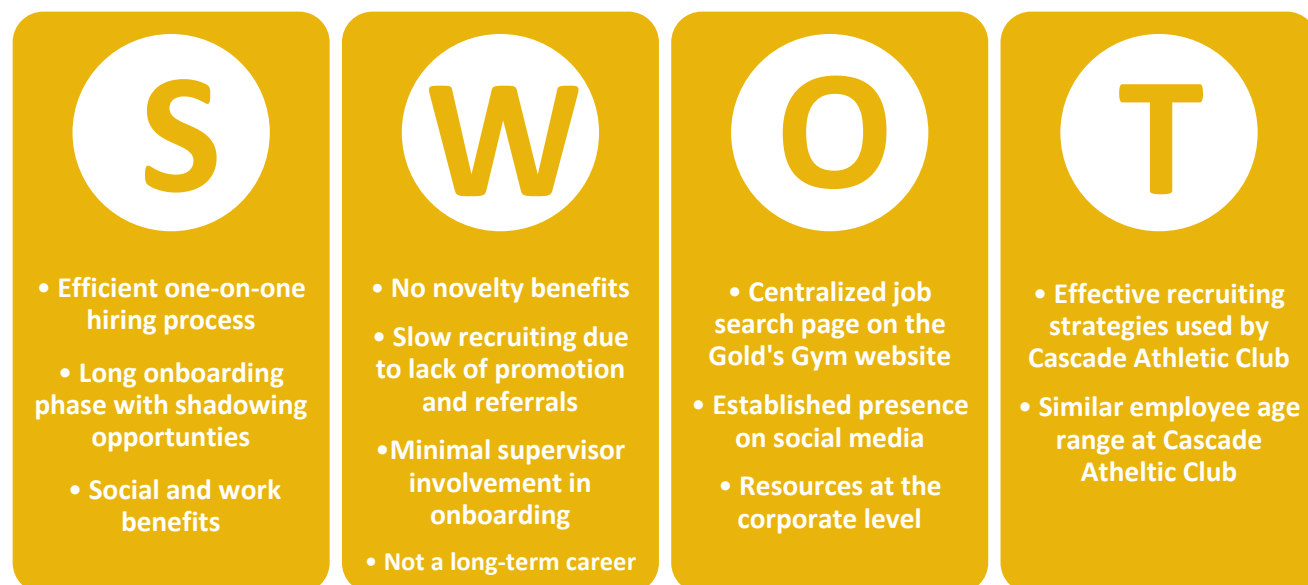 S
• Efficient one-on-one
hiring process
• Long onboarding
phase with shadowing
opportunties
• Social and work
benefits
W
• No novelty benefits
• Slow recruiting due
to lack of promotion
and referrals
•Minimal supervisor
involvement in
onboarding
• Not a long-term career
O
• Centralized job
search page on the
Gold's Gym website
• Established presence
on social media
• Resources at the
corporate level
T
• Effective recruiting
strategies used by
Cascade Athletic Club
• Similar employee age
range at Cascade
Atheltic Club